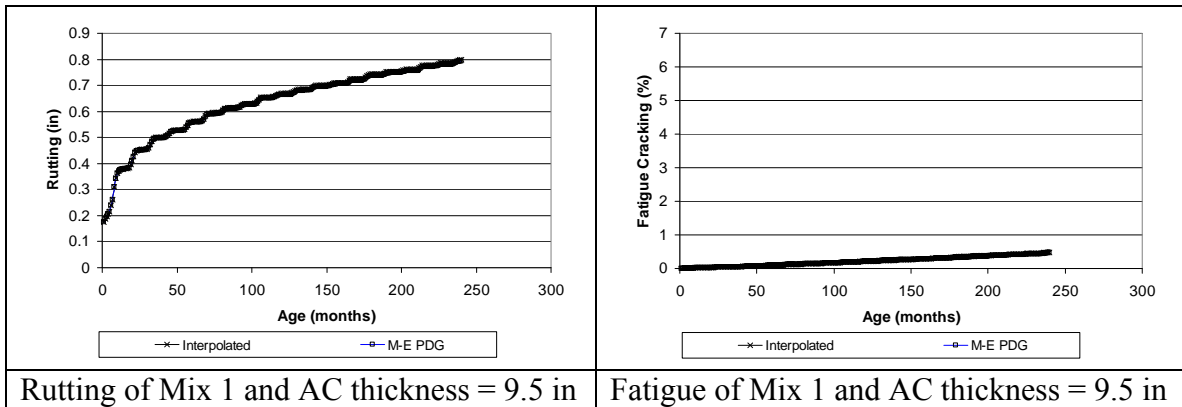 0.9
0.8
0.7
0.6
0.5
0.4
0.3
0.2
0.1
0
Rutting (in)
0 50 100 150 200 250 300
Age (months)
Interpolated M-E PDG
Rutting of Mix 1 and AC thickness = 9.5 in
7
6
5
4
3
2
1
0
Fatigue Cracking (%)
0 50 100 150 200 250 300
Age (months)
Interpolated M-E PDG
Fatigue of Mix 1 and AC thickness = 9.5 in